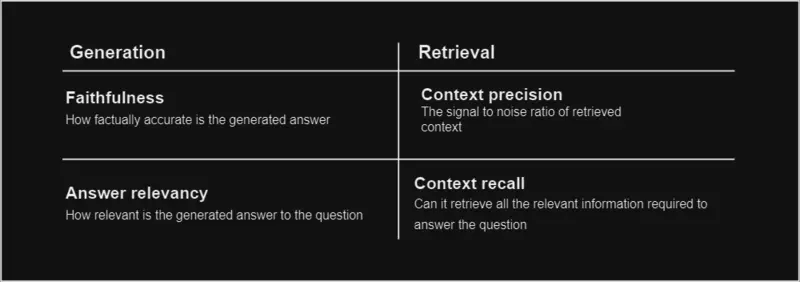 Generation
Retrieval
Faithfulness
How factually accurate is the generated answer
Context precision
The signal to noise ratio of retrieved
context
Answer relevancy
How relevant is the generated answer to the question
Context recall
Can it retrieve all the relevant information required to
answer the question